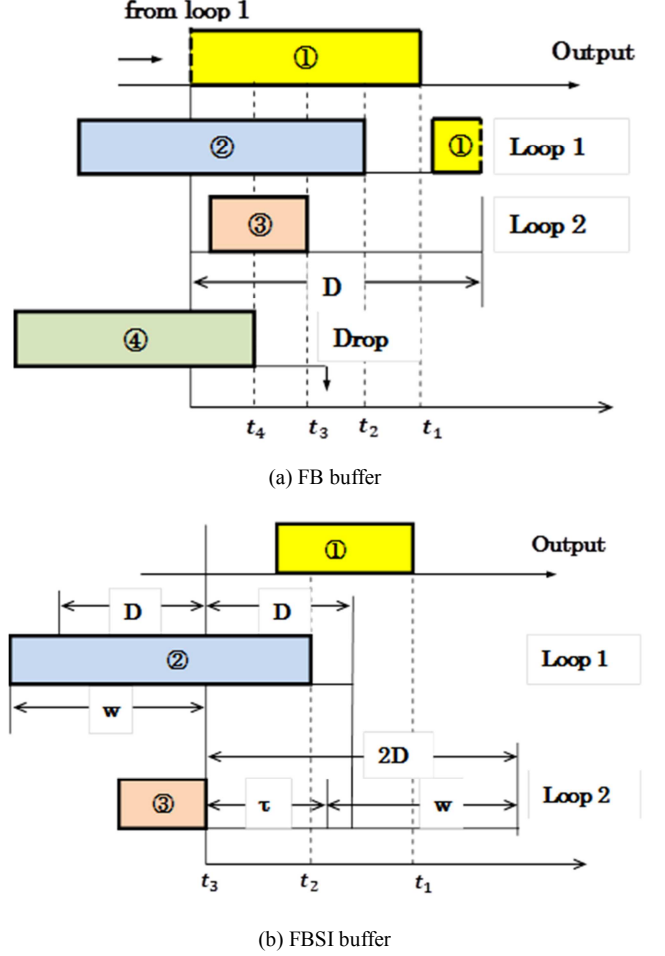 from loop 1
①
Output
②
①
Loop 1
③
Loop 2
D
④
Drop
t₄
t₃
t₂
t₁
(a) FB buffer
①
Output
D
D
②
Loop 1
w
2D
③
τ
w
Loop 2
t₃
t₂
t₁
(b) FBSI buffer